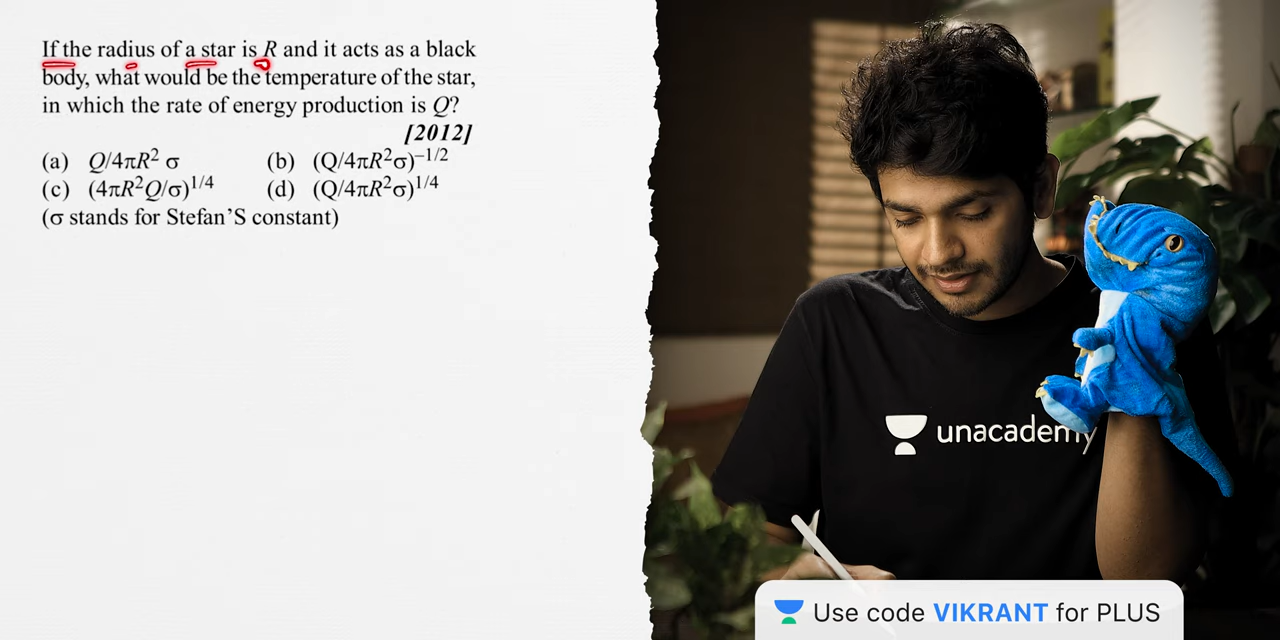 If the radius of a star is R and it acts as a black
body, what would be the temperature of the star,
in which the rate of energy production is Q?
[2012]
(a) Q/4πR² σ (b) (Q/4πR²σ)⁻¹/²
(c) (4πR²Q/σ)¹/⁴ (d) (Q/4πR²σ)¹/⁴
(σ stands for Stefan’S constant)
unacademy
Use code VIKRANT for PLUS